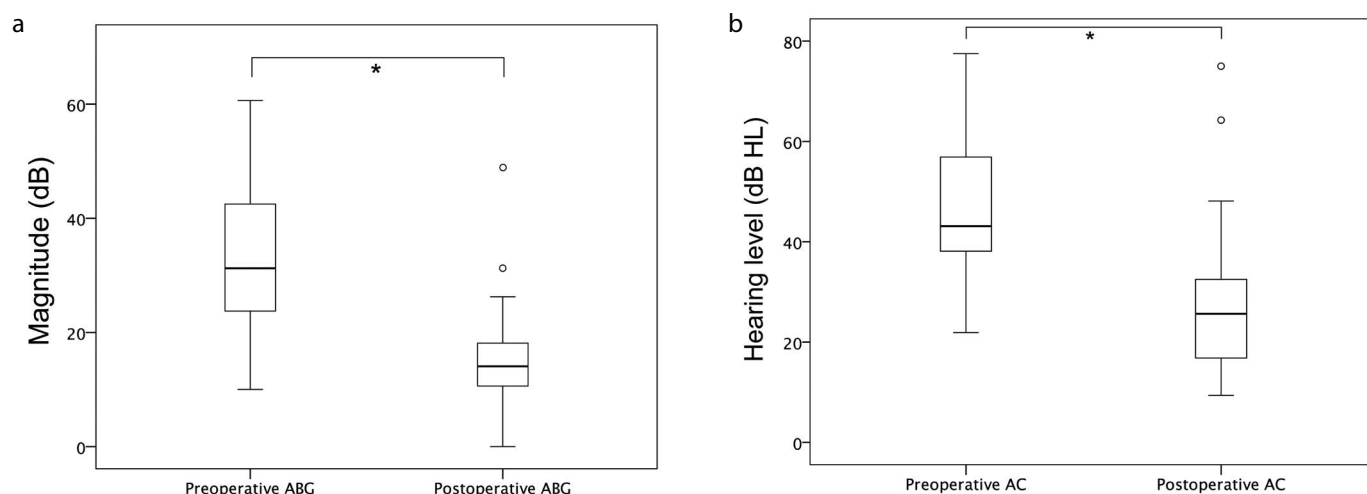 a
Magnitude (dB)
60
40
20
0
*
Preoperative ABG
Postoperative ABG
b
Hearing level (dB HL)
80
60
40
20
0
*
Preoperative AC
Postoperative AC